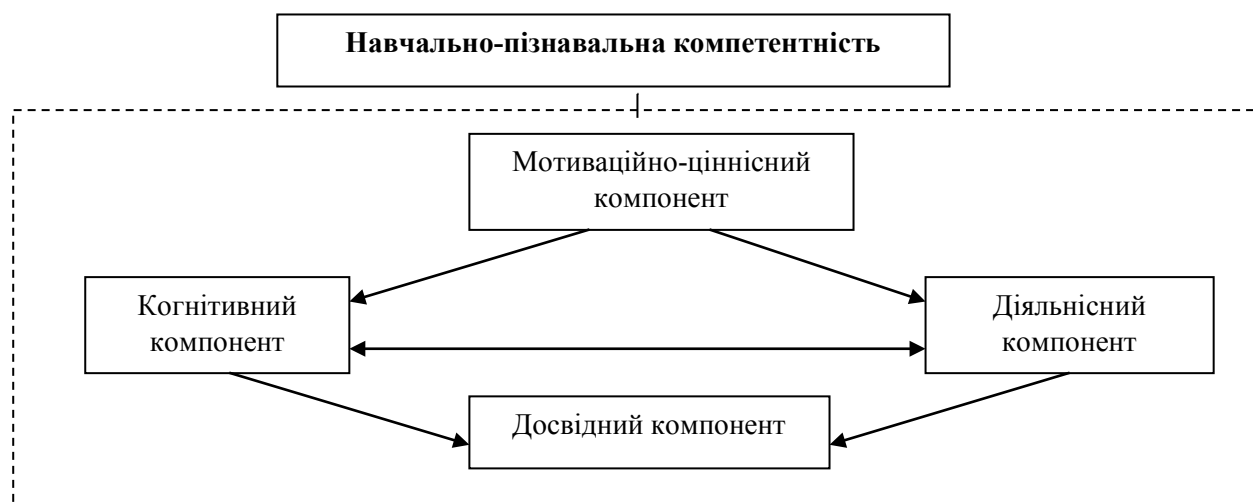 Навчально-пізнавальна компетентність
Мотиваційно-ціннісний
компонент
Когнітивний
компонент
Діяльнісний
компонент
Досвідний компонент